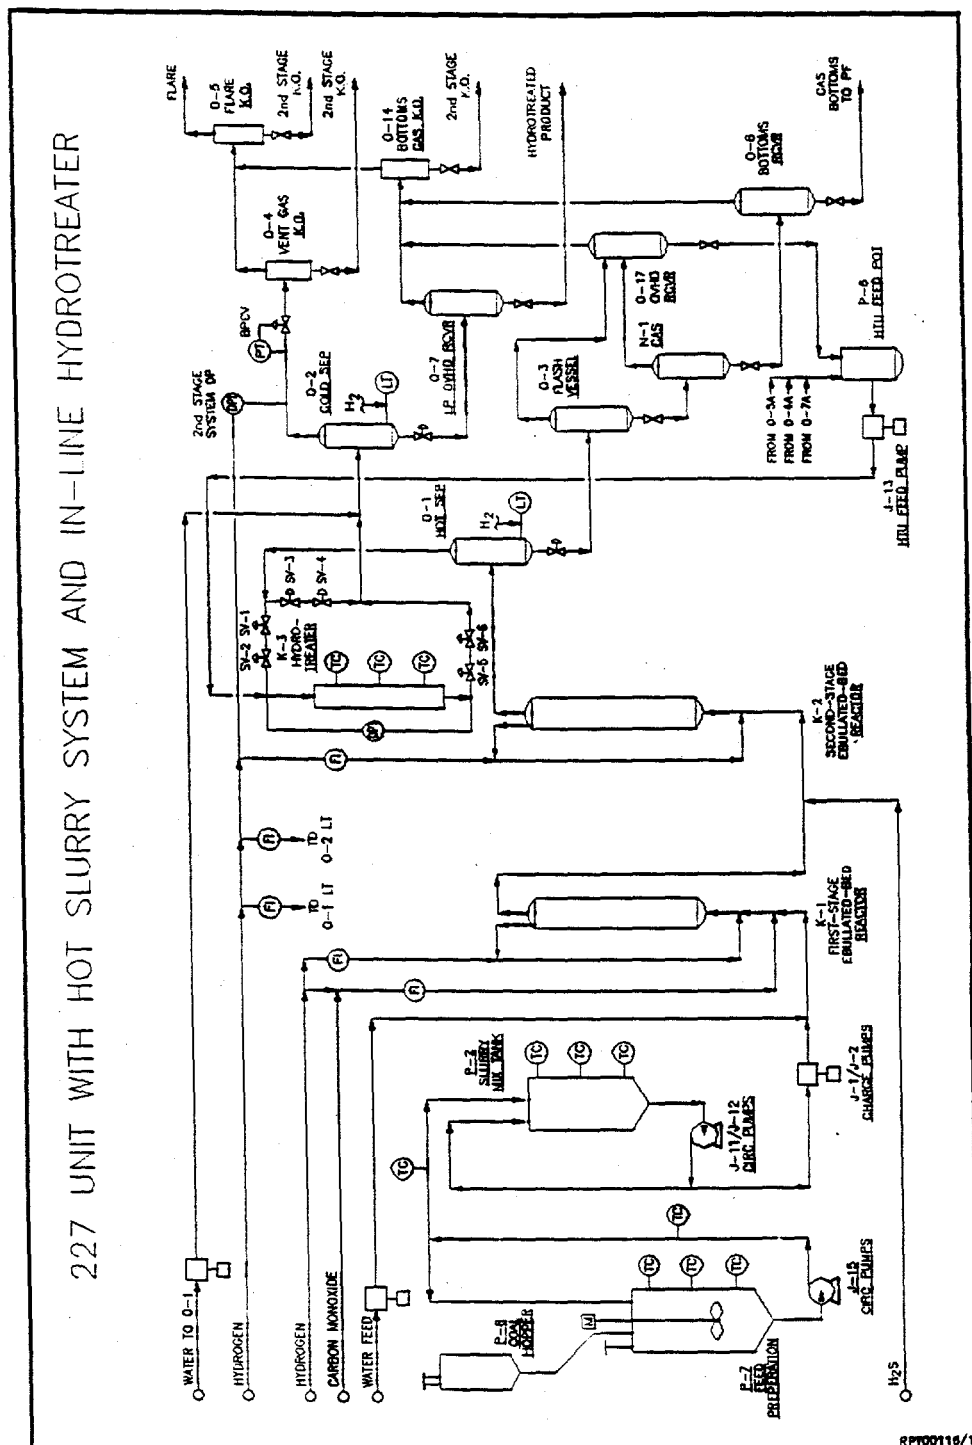 227 UNIT WITH HOT SLURRY SYSTEM AND IN-LINE HYDROTREATER
FLARE
O-5
FLARE
K.O.
2nd STAGE
K.O.
2nd STAGE
K.O.
O-14
BOTTOMS
GAS K.O.
2nd STAGE
K.O.
HYDROTREATED
PRODUCT
O-8
BOTTOMS
RCVR
CAS
BOTTOMS
TO PF
O-4
VENT GAS
K.O.
BPCV
PT
2nd STAGE
SYSTEM DP
DPI
O-2
COLD SEP
H2
LT
O-7
LP OVHD RCVR
O-17
OVHD
RCVR
N-1
CAS
O-3
FLASH
VESSEL
P-6
HTU FEED POT
FROM O-3A
FROM O-4A
FROM O-7A
J-13
HTU FEED PUMP
O-1
HOT SEP
H2
LT
SV-3
SV-4
SV-2
SV-1
K-3
HYDRO-
TREATER
TC
TC
TC
DPI
SV-5
SV-6
FI
K-2
SECOND-STAGE
EBULLATED-BED
REACTOR
FI
TO
O-2 LT
FI
TO
O-1 LT
FI
FI
K-1
FIRST-STAGE
EBULLATED-BED
REACTOR
P-2
SLURRY
MIX TANK
TC
TC
TC
TC
J-11/J-12
CIRC PUMPS
J-1/J-2
CHARGE PUMPS
TC
TC
TC
TC
J-15
CIRC PUMPS
M
COAL
HOPPER
P-7
FEED
PREPERATION
WATER TO O-1
HYDROGEN
HYDROGEN
CARBON MONOXIDE
WATER FEED
H2S
RPT00116/1